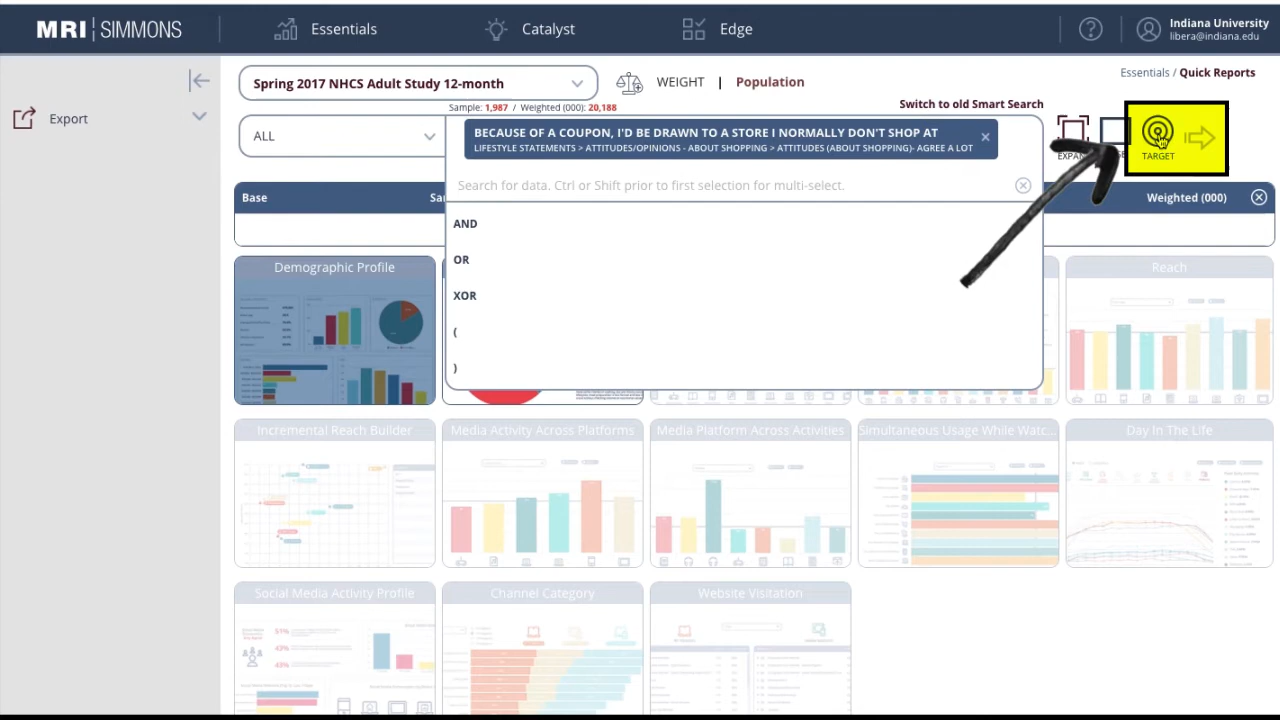 MRI | SIMMONS
Essentials
Catalyst
Edge
Indiana University
libera@indiana.edu
Export
Spring 2017 NHCS Adult Study 12-month
WEIGHT | Population
Essentials / Quick Reports
Sample: 1,987 / Weighted (000): 20,188
Switch to old Smart Search
ALL
BECAUSE OF A COUPON, I'D BE DRAWN TO A STORE I NORMALLY DON'T SHOP AT
LIFESTYLE STATEMENTS > ATTITUDES/OPINIONS - ABOUT SHOPPING > ATTITUDES (ABOUT SHOPPING)- AGREE A LOT
TARGET
Search for data. Ctrl or Shift prior to first selection for multi-select.
Base
Weighted (000)
AND
OR
XOR
(
)
Demographic Profile
Reach
Incremental Reach Builder
Media Activity Across Platforms
Media Platform Across Activities
Simultaneous Usage While Watc...
Day In The Life
Social Media Activity Profile
Channel Category
Website Visitation